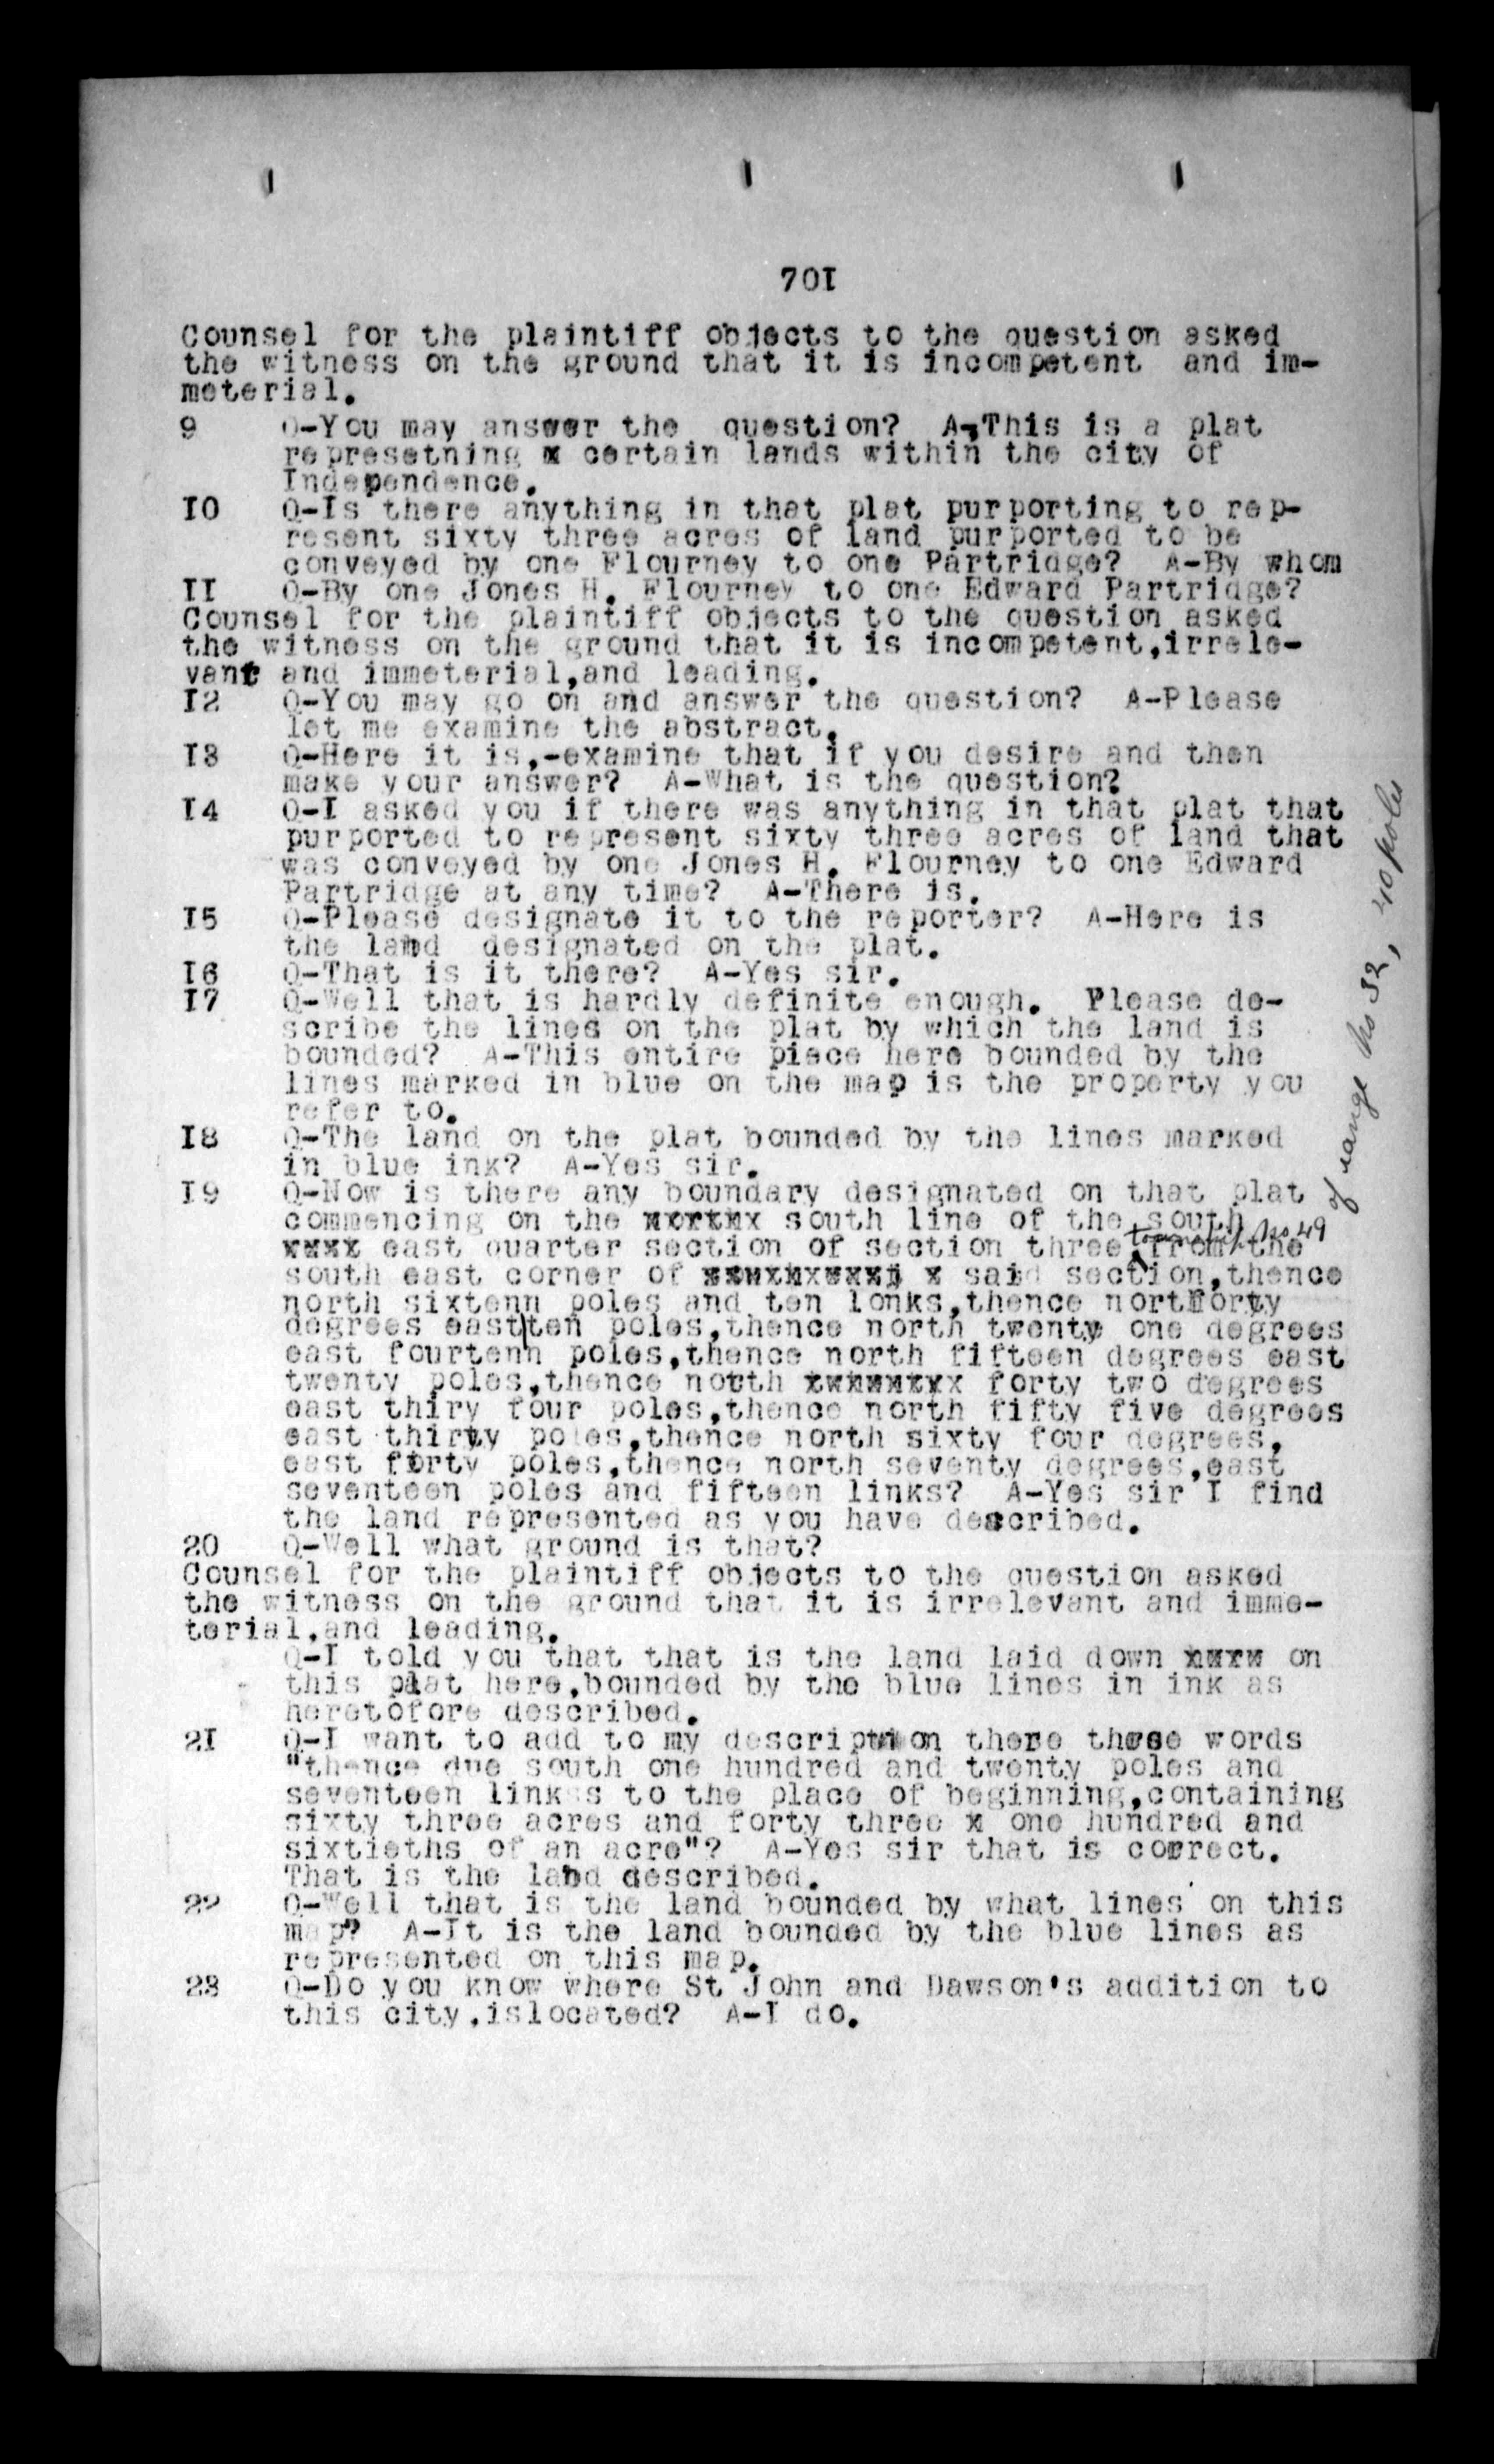 701
Counsel for the plaintiff objects to the question asked
the witness on the ground that it is incompetent and im-
meterial.
9 Q-You may answer the question? A-This is a plat
represetning x certain lands within the city of
Independence.
10 Q-Is there anything in that plat purporting to rep-
resent sixty three acres of land purported to be
conveyed by one Flourney to one Partridge? A-By whom
11 Q-By one Jones H. Flourney to one Edward Partridge?
Counsel for the plaintiff objects to the question asked
the witness on the ground that it is incompetent,irrele-
vant and immeterial,and leading.
12 Q-You may go on and answer the question? A-Please
let me examine the abstract.
13 Q-Here it is,-examine that if you desire and then
make your answer? A-What is the question?
14 Q-I asked you if there was anything in that plat that
purported to represent sixty three acres of land that
was conveyed by one Jones H. Flourney to one Edward
Partridge at any time? A-There is.
15 Q-Please designate it to the reporter? A-Here is
the land designated on the plat.
16 Q-That is it there? A-Yes sir.
17 Q-Well that is hardly definite enough. Please de-
scribe the lines on the plat by which the land is
bounded? A-This entire piece here bounded by the
lines marked in blue on the map is the property you
refer to.
18 Q-The land on the plat bounded by the lines marked
in blue ink? A-Yes sir.
19 Q-Now is there any boundary designated on that plat
commencing on the south line of the south
township No 49 of range No 32, 40 poles
xxxx east quarter section of section three from the
south east corner of x said section,thence
north sixtenn poles and ten lonks,thence north forty
degrees east ten poles,thence north twenty one degrees
east fourtenn poles,thence north fifteen degrees east
twenty poles,thence north forty two degrees
east thiry four poles,thence north fifty five degrees
east thirty poles,thence north sixty four degrees,
east forty poles,thence north seventy degrees,east
seventeen poles and fifteen links? A-Yes sir I find
the land represented as you have described.
20 Q-Well what ground is that?
Counsel for the plaintiff objects to the question asked
the witness on the ground that it is irrelevant and imme-
terial,and leading.
Q-I told you that that is the land laid down on
this plat here,bounded by the blue lines in ink as
heretofore described.
21 Q-I want to add to my description there these words
"thence due south one hundred and twenty poles and
seventeen links to the place of beginning,containing
sixty three acres and forty three x one hundred and
sixtieths of an acre"? A-Yes sir that is correct.
That is the land described.
22 Q-Well that is the land bounded by what lines on this
map? A-It is the land bounded by the blue lines as
represented on this map.
23 Q-Do you know where St John and Dawson's addition to
this city,islocated? A-I do.